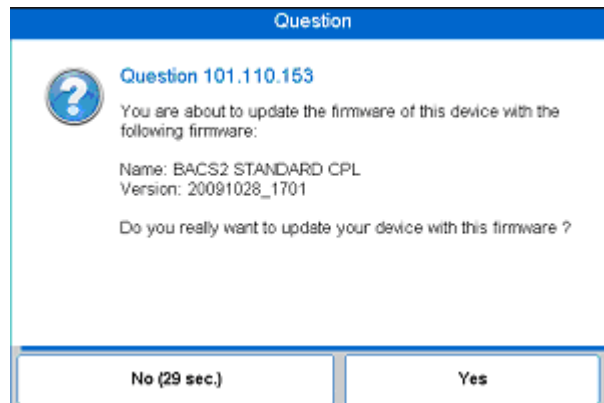 Question
Question 101.110.153
You are about to update the firmware of this device with the
following firmware:
Name: BACS2 STANDARD CPL
Version: 20091028_1701
Do you really want to update your device with this firmware ?
No (29 sec.)
Yes